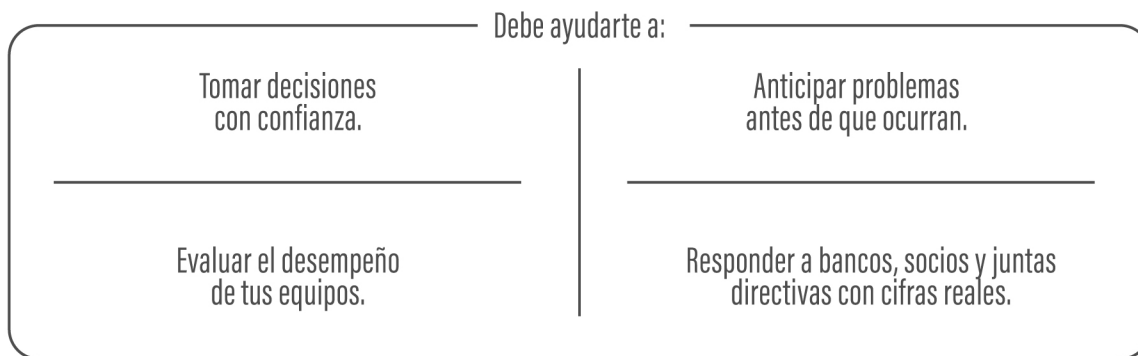 Debe ayudarte a:
Tomar decisiones
con confianza.
Anticipar problemas
antes de que ocurran.
Evaluar el desempeño
de tus equipos.
Responder a bancos, socios y juntas
directivas con cifras reales.